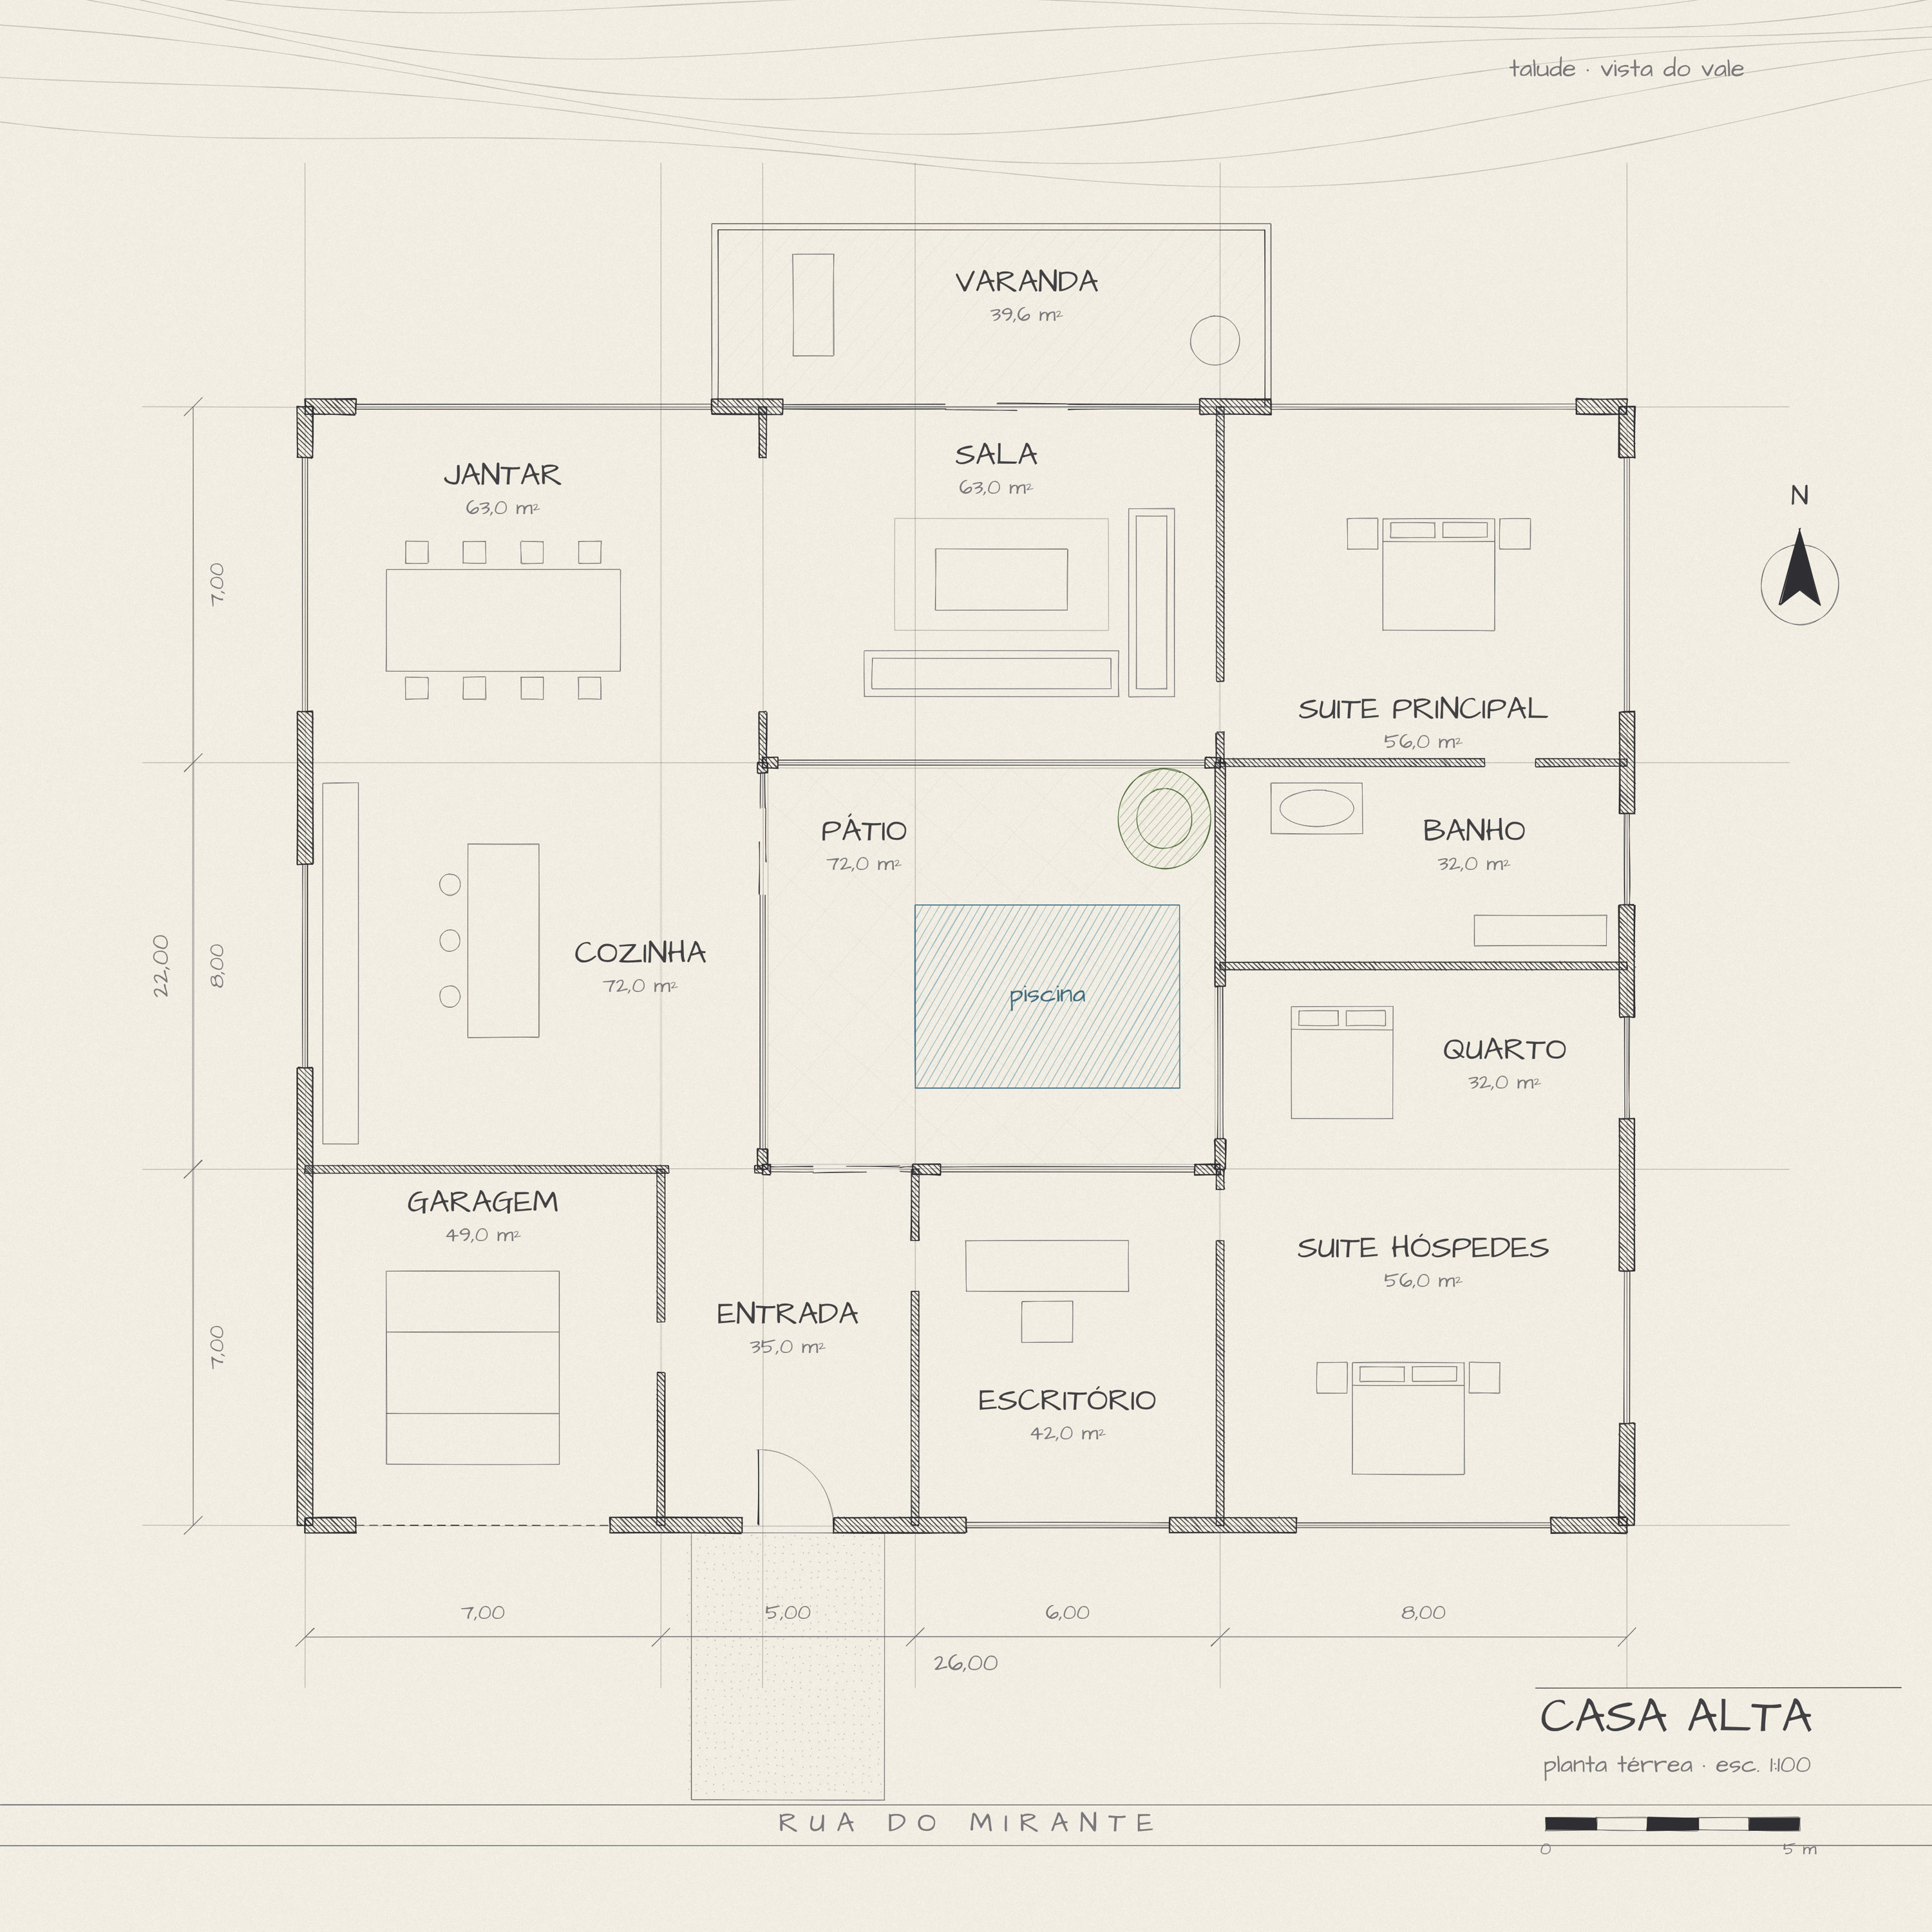 talude · vista do vale
VARANDA
39,6 m²
JANTAR
63,0 m²
SALA
63,0 m²
N
7,00
SUITE PRINCIPAL
56,0 m²
PÁTIO
72,0 m²
BANHO
32,0 m²
COZINHA
72,0 m²
22,00
8,00
piscina
QUARTO
32,0 m²
GARAGEM
49,0 m²
SUITE HÓSPEDES
56,0 m²
ENTRADA
35,0 m²
7,00
ESCRITÓRIO
42,0 m²
7,00
5,00
6,00
8,00
26,00
CASA ALTA
planta térrea · esc. 1:100
RUA DO MIRANTE
0
5 m